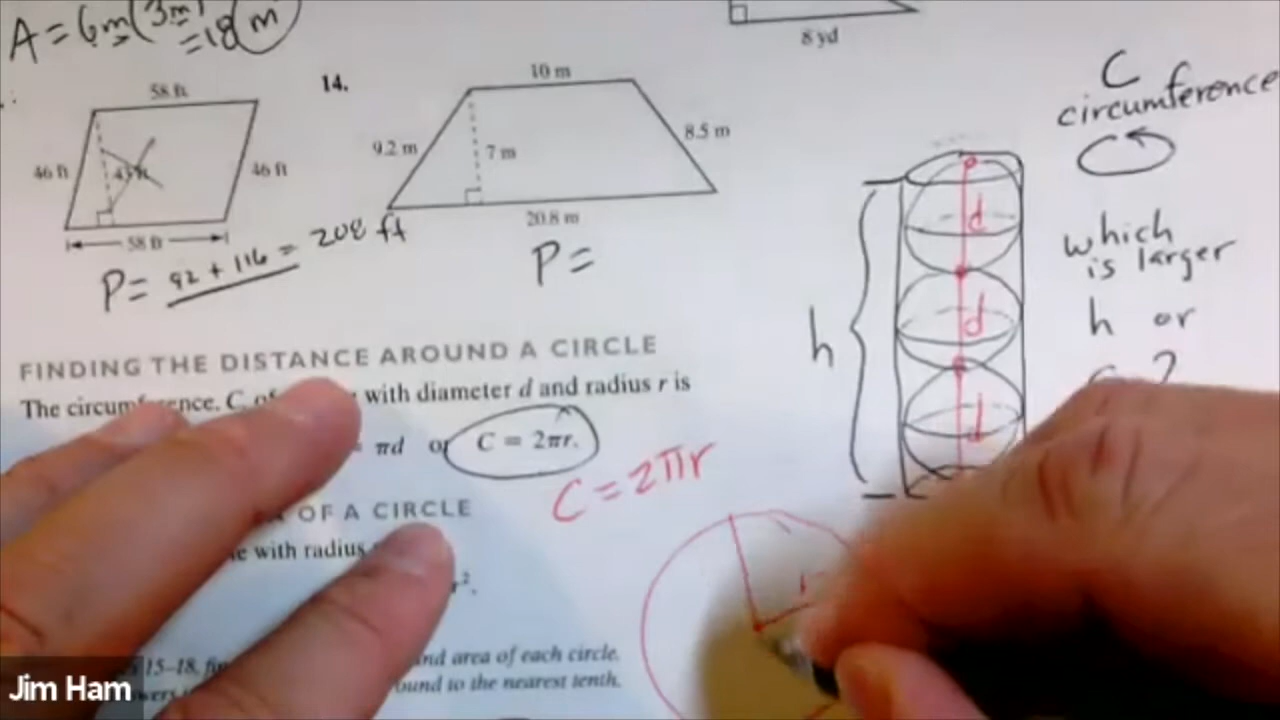 A = 6m(3m)
= 18(m
8 yd
C
circumference
58 ft
46 ft
46 ft
58 ft
P= 92 + 116 = 208 ft
14.
10 m
9.2 m
7 m
8.5 m
20.8 m
P=
d
d
d
h
which
is larger
h or
FINDING THE DISTANCE AROUND A CIRCLE
with diameter d and radius r is
πd or C = 2πr.
C = 2πr
OF A CIRCLE
with radius
15–18,
and area of each circle.
to the nearest tenth.
Jim Ham